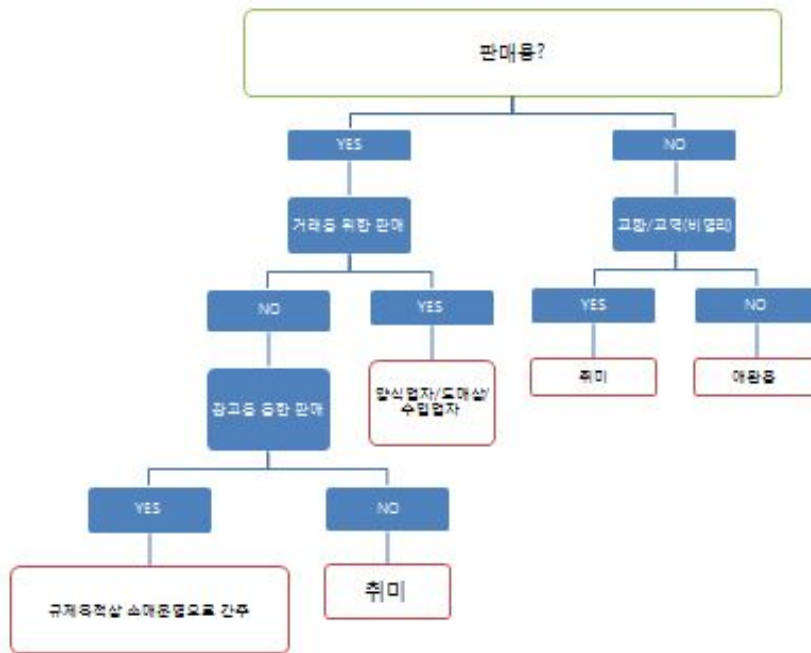 판매용?
YES
NO
거래를 위한 판매
교환/교역(비영리)
NO
YES
YES
NO
광고를 통한 판매
양식업자/도매상/
수입업자
취미
애완용
YES
NO
규제목적상 소매운영으로 간주
취미